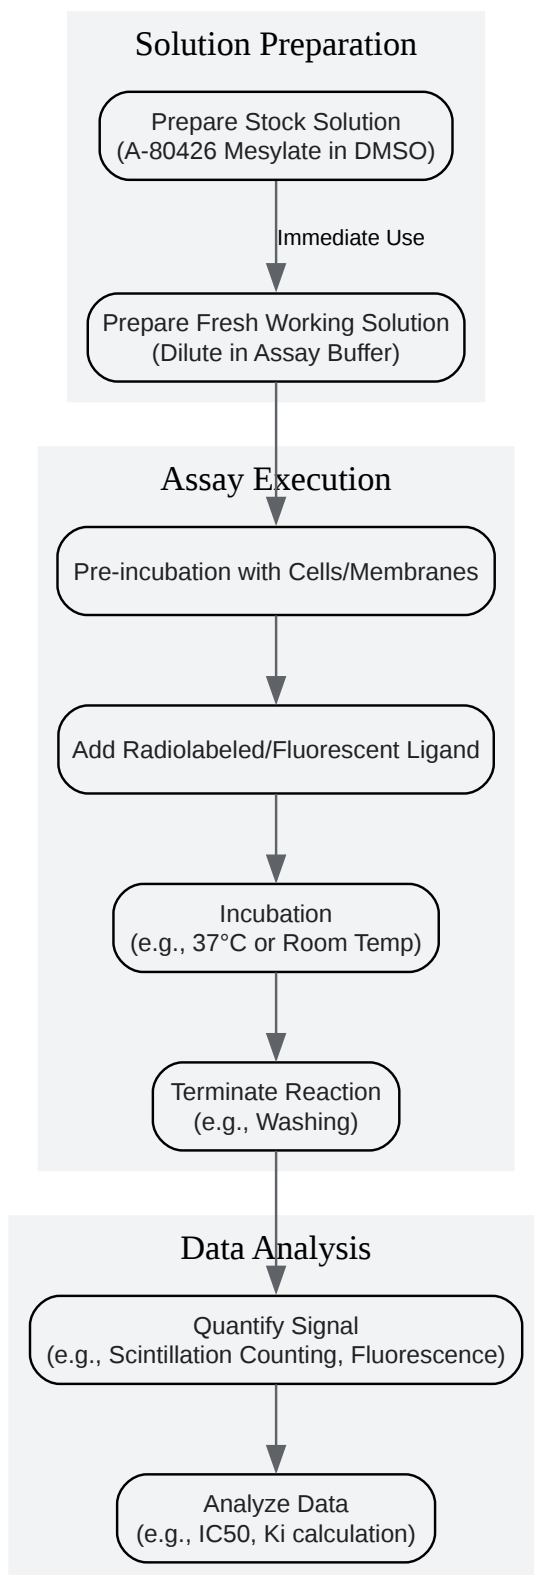 Solution Preparation
Prepare Stock Solution
(A-80426 Mesylate in DMSO)
Immediate Use
Prepare Fresh Working Solution
(Dilute in Assay Buffer)
Assay Execution
Pre-incubation with Cells/Membranes
Add Radiolabeled/Fluorescent Ligand
Incubation
(e.g., 37°C or Room Temp)
Terminate Reaction
(e.g., Washing)
Data Analysis
Quantify Signal
(e.g., Scintillation Counting, Fluorescence)
Analyze Data
(e.g., IC50, Ki calculation)